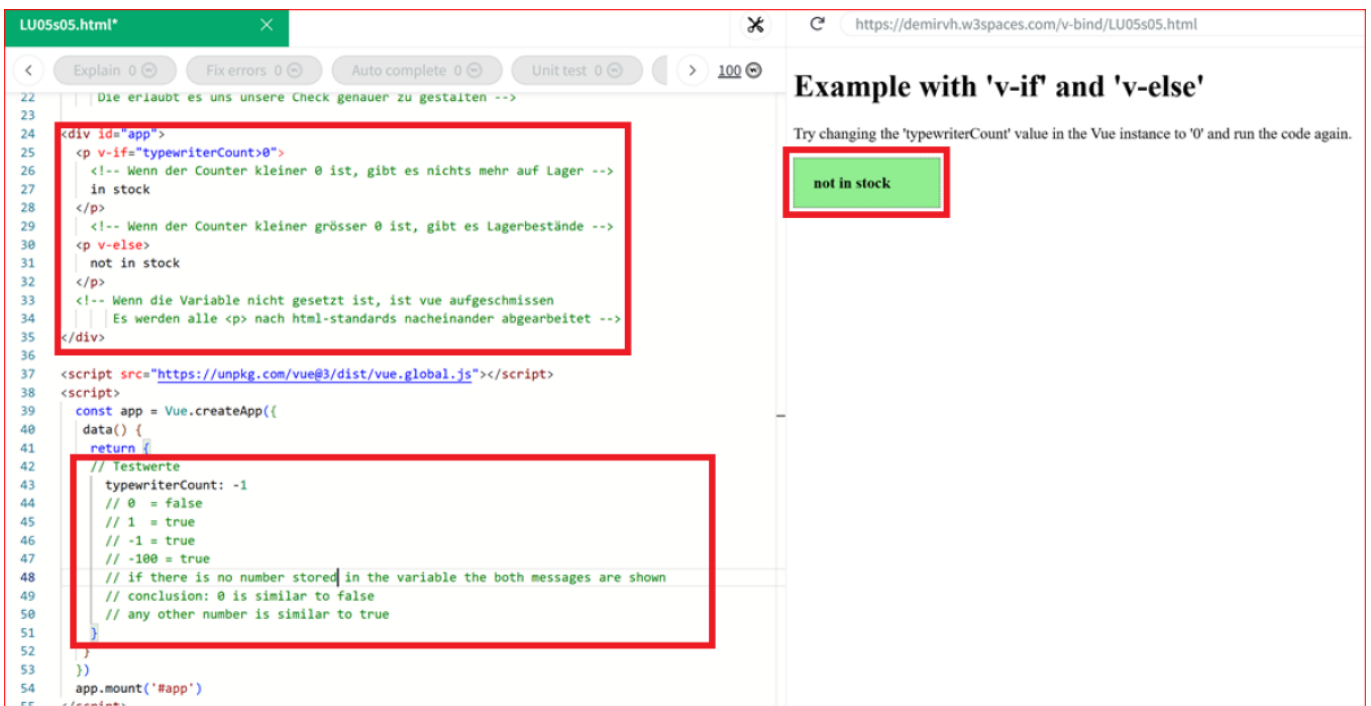 LU05s05.html*
https://demirvh.w3spaces.com/v-bind/LU05s05.html
Explain 0
Fix errors 0
Auto complete 0
Unit test 0
100
22 Die erlaubt es uns unsere Check genauer zu gestalten -->
23
24 <div id="app">
25 <p v-if="typewriterCount>0">
26 <!-- Wenn der Counter kleiner 0 ist, gibt es nichts mehr auf Lager -->
27 in stock
28 </p>
29 <!-- Wenn der Counter kleiner grösser 0 ist, gibt es Lagerbestände -->
30 <p v-else>
31 not in stock
32 </p>
33 <!-- Wenn die Variable nicht gesetzt ist, ist vue aufgeschmissen
34 Es werden alle <p> nach html-standards nacheinander abgearbeitet -->
35 </div>
36
37 <script src="https://unpkg.com/vue@3/dist/vue.global.js"></script>
38 <script>
39 const app = Vue.createApp({
40 data() {
41 return {
42 // Testwerte
43 typewriterCount: -1
44 // 0 = false
45 // 1 = true
46 // -1 = true
47 // -100 = true
48 // if there is no number stored in the variable the both messages are shown
49 // conclusion: 0 is similar to false
50 // any other number is similar to true
51 }
52 }
53 })
54 app.mount('#app')
55 </script>
Example with 'v-if' and 'v-else'
Try changing the 'typewriterCount' value in the Vue instance to '0' and run the code again.
not in stock